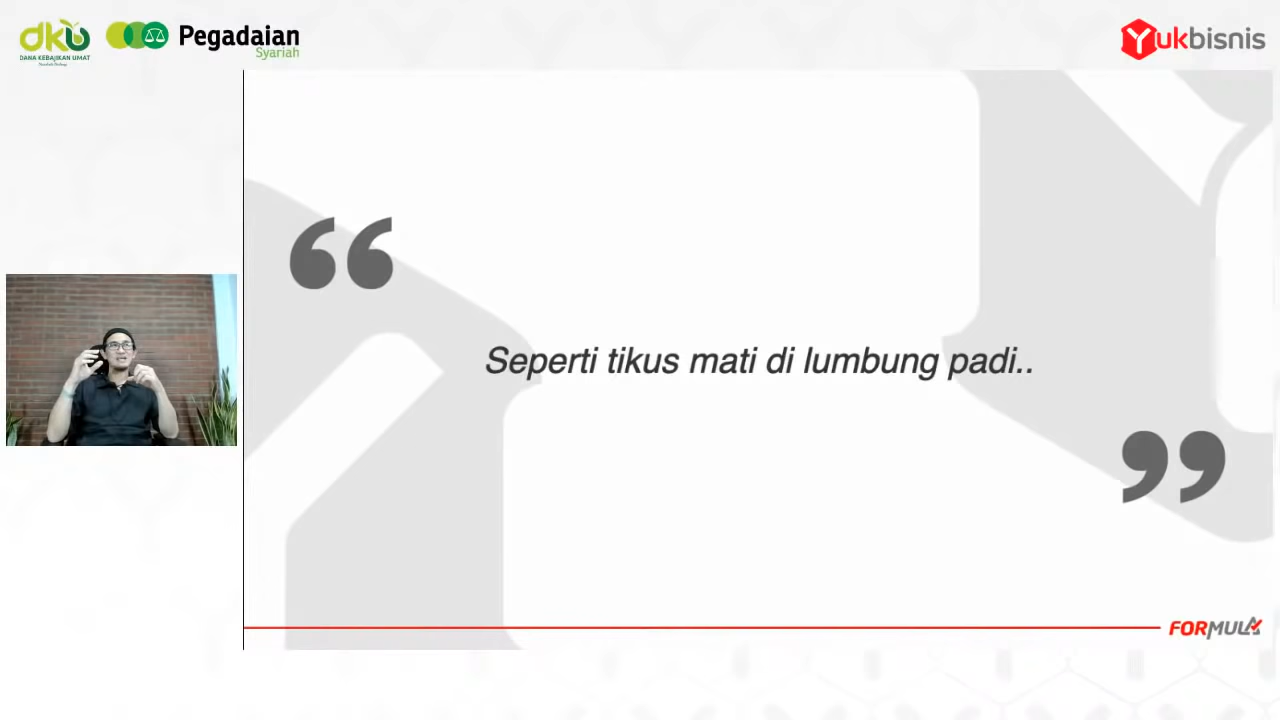 dku
DANA KEBAJIKAN UMAT
Pegadaian
Syariah
Yukbisnis
“
Seperti tikus mati di lumbung padi..
”
FORMULA